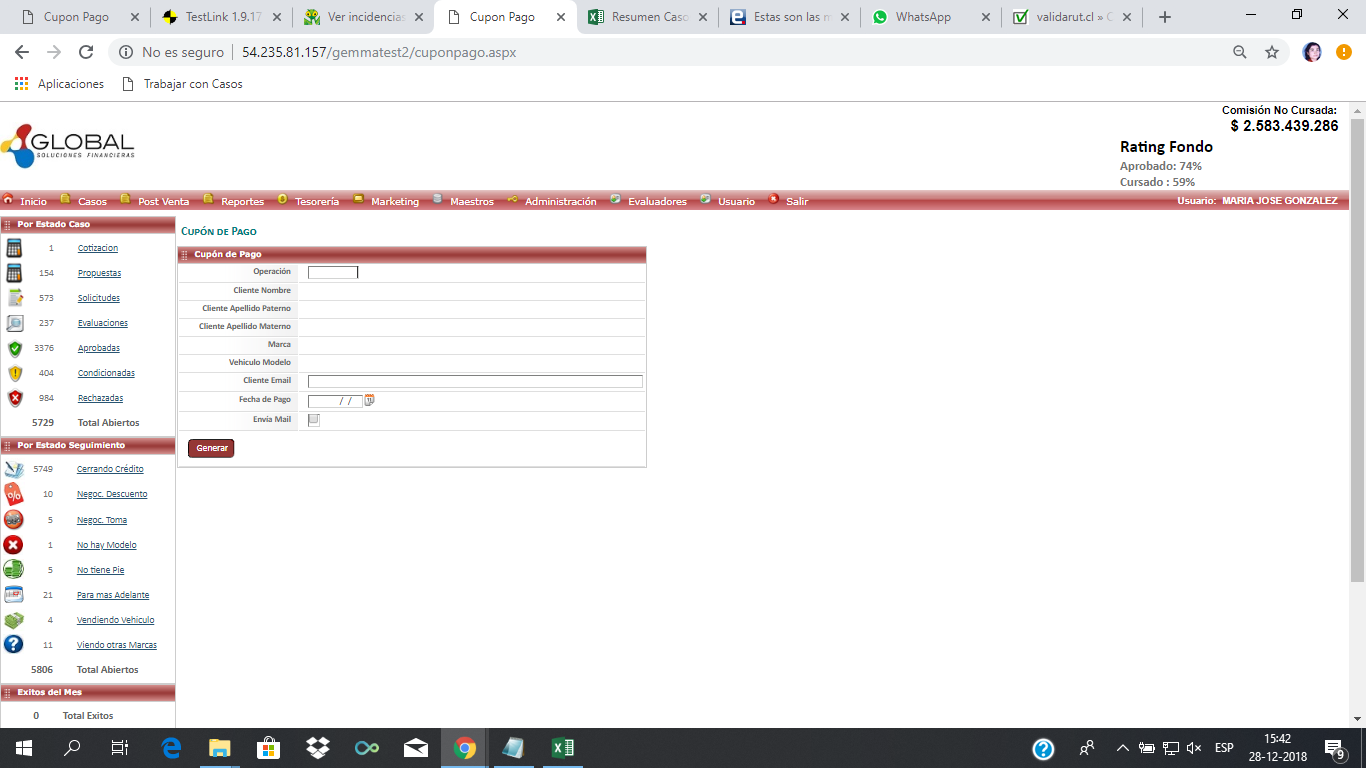 Cupon Pago
TestLink 1.9.17
Ver incidencias
Cupon Pago
Resumen Caso
Estas son las m
WhatsApp
validarut.cl » C
No es seguro
54.235.81.157/gemmatest2/cuponpago.aspx
Aplicaciones
Trabajar con Casos
GLOBAL
SOLUCIONES FINANCIERAS
Comisión No Cursada:
$ 2.583.439.286
Rating Fondo
Aprobado: 74%
Cursado : 59%
Inicio Casos Post Venta Reportes Tesorería Marketing Maestros Administración Evaluadores Usuario Salir
Usuario: MARIA JOSE GONZALEZ
Por Estado Caso
1 Cotizacion
154 Propuestas
573 Solicitudes
237 Evaluaciones
3376 Aprobadas
404 Condicionadas
984 Rechazadas
5729 Total Abiertos
Por Estado Seguimiento
5749 Cerrando Crédito
10 Negoc. Descuento
5 Negoc. Toma
1 No hay Modelo
5 No tiene Pie
21 Para mas Adelante
4 Vendiendo Vehiculo
11 Viendo otras Marcas
5806 Total Abiertos
Exitos del Mes
0 Total Exitos
Cupón de Pago
Cupón de Pago
Operación
Cliente Nombre
Cliente Apellido Paterno
Cliente Apellido Materno
Marca
Vehiculo Modelo
Cliente Email
Fecha de Pago / /
Envía Mail
Generar
ESP
15:42
28-12-2018
9